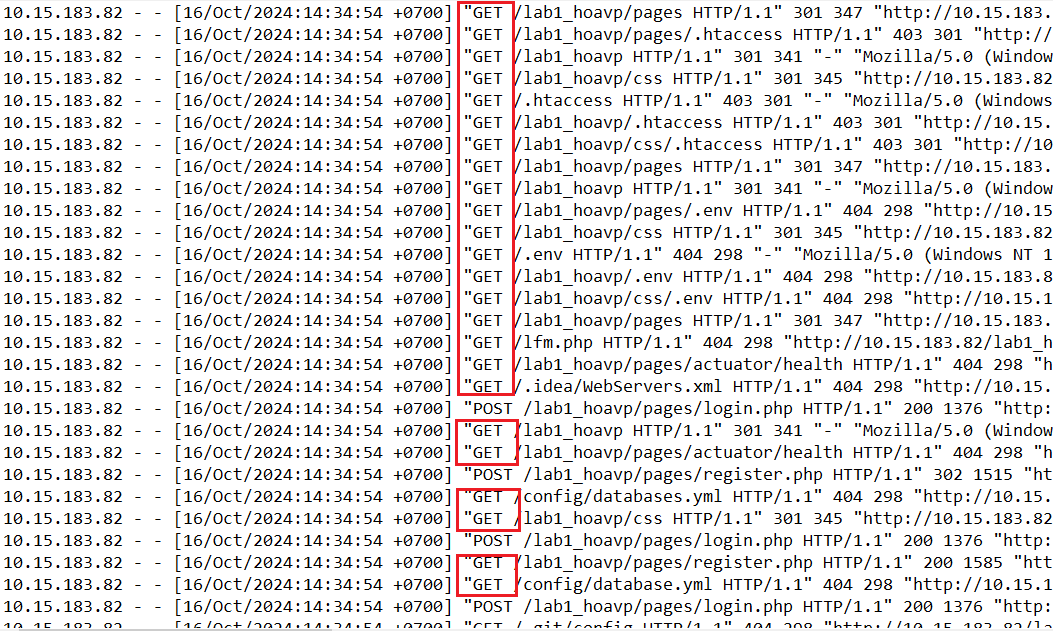 10.15.183.82 - - [16/Oct/2024:14:34:54 +0700] "GET /lab1_hoavp/pages HTTP/1.1" 301 347 "http://10.15.183.
10.15.183.82 - - [16/Oct/2024:14:34:54 +0700] "GET /lab1_hoavp/pages/.htaccess HTTP/1.1" 403 301 "http://
10.15.183.82 - - [16/Oct/2024:14:34:54 +0700] "GET /lab1_hoavp HTTP/1.1" 301 341 "-" "Mozilla/5.0 (Window
10.15.183.82 - - [16/Oct/2024:14:34:54 +0700] "GET /lab1_hoavp/css HTTP/1.1" 301 345 "http://10.15.183.82
10.15.183.82 - - [16/Oct/2024:14:34:54 +0700] "GET /.htaccess HTTP/1.1" 403 301 "-" "Mozilla/5.0 (Windows
10.15.183.82 - - [16/Oct/2024:14:34:54 +0700] "GET /lab1_hoavp/.htaccess HTTP/1.1" 403 301 "http://10.15.
10.15.183.82 - - [16/Oct/2024:14:34:54 +0700] "GET /lab1_hoavp/css/.htaccess HTTP/1.1" 403 301 "http://10
10.15.183.82 - - [16/Oct/2024:14:34:54 +0700] "GET /lab1_hoavp/pages HTTP/1.1" 301 347 "http://10.15.183.
10.15.183.82 - - [16/Oct/2024:14:34:54 +0700] "GET /lab1_hoavp HTTP/1.1" 301 341 "-" "Mozilla/5.0 (Window
10.15.183.82 - - [16/Oct/2024:14:34:54 +0700] "GET /lab1_hoavp/pages/.env HTTP/1.1" 404 298 "http://10.15
10.15.183.82 - - [16/Oct/2024:14:34:54 +0700] "GET /lab1_hoavp/css HTTP/1.1" 301 345 "http://10.15.183.82
10.15.183.82 - - [16/Oct/2024:14:34:54 +0700] "GET /.env HTTP/1.1" 404 298 "-" "Mozilla/5.0 (Windows NT 1
10.15.183.82 - - [16/Oct/2024:14:34:54 +0700] "GET /lab1_hoavp/.env HTTP/1.1" 404 298 "http://10.15.183.8
10.15.183.82 - - [16/Oct/2024:14:34:54 +0700] "GET /lab1_hoavp/css/.env HTTP/1.1" 404 298 "http://10.15.1
10.15.183.82 - - [16/Oct/2024:14:34:54 +0700] "GET /lab1_hoavp/pages HTTP/1.1" 301 347 "http://10.15.183.
10.15.183.82 - - [16/Oct/2024:14:34:54 +0700] "GET /lfm.php HTTP/1.1" 404 298 "http://10.15.183.82/lab1_h
10.15.183.82 - - [16/Oct/2024:14:34:54 +0700] "GET /lab1_hoavp/pages/actuator/health HTTP/1.1" 404 298 "h
10.15.183.82 - - [16/Oct/2024:14:34:54 +0700] "GET /.idea/WebServers.xml HTTP/1.1" 404 298 "http://10.15.
10.15.183.82 - - [16/Oct/2024:14:34:54 +0700] "POST /lab1_hoavp/pages/login.php HTTP/1.1" 200 1376 "http:
10.15.183.82 - - [16/Oct/2024:14:34:54 +0700] "GET /lab1_hoavp HTTP/1.1" 301 341 "-" "Mozilla/5.0 (Window
10.15.183.82 - - [16/Oct/2024:14:34:54 +0700] "GET /lab1_hoavp/pages/actuator/health HTTP/1.1" 404 298 "h
10.15.183.82 - - [16/Oct/2024:14:34:54 +0700] "POST /lab1_hoavp/pages/register.php HTTP/1.1" 302 1515 "ht
10.15.183.82 - - [16/Oct/2024:14:34:54 +0700] "GET /config/databases.yml HTTP/1.1" 404 298 "http://10.15.
10.15.183.82 - - [16/Oct/2024:14:34:54 +0700] "GET /lab1_hoavp/css HTTP/1.1" 301 345 "http://10.15.183.82
10.15.183.82 - - [16/Oct/2024:14:34:54 +0700] "POST /lab1_hoavp/pages/login.php HTTP/1.1" 200 1376 "http:
10.15.183.82 - - [16/Oct/2024:14:34:54 +0700] "GET /lab1_hoavp/pages/register.php HTTP/1.1" 200 1585 "htt
10.15.183.82 - - [16/Oct/2024:14:34:54 +0700] "GET /config/database.yml HTTP/1.1" 404 298 "http://10.15.1
10.15.183.82 - - [16/Oct/2024:14:34:54 +0700] "POST /lab1_hoavp/pages/login.php HTTP/1.1" 200 1376 "http:
10.15.183.82 - - [16/Oct/2024:14:34:54 +0700] "GET /.git/config HTTP/1.1" 404 298 "http://10.15.183.82/la